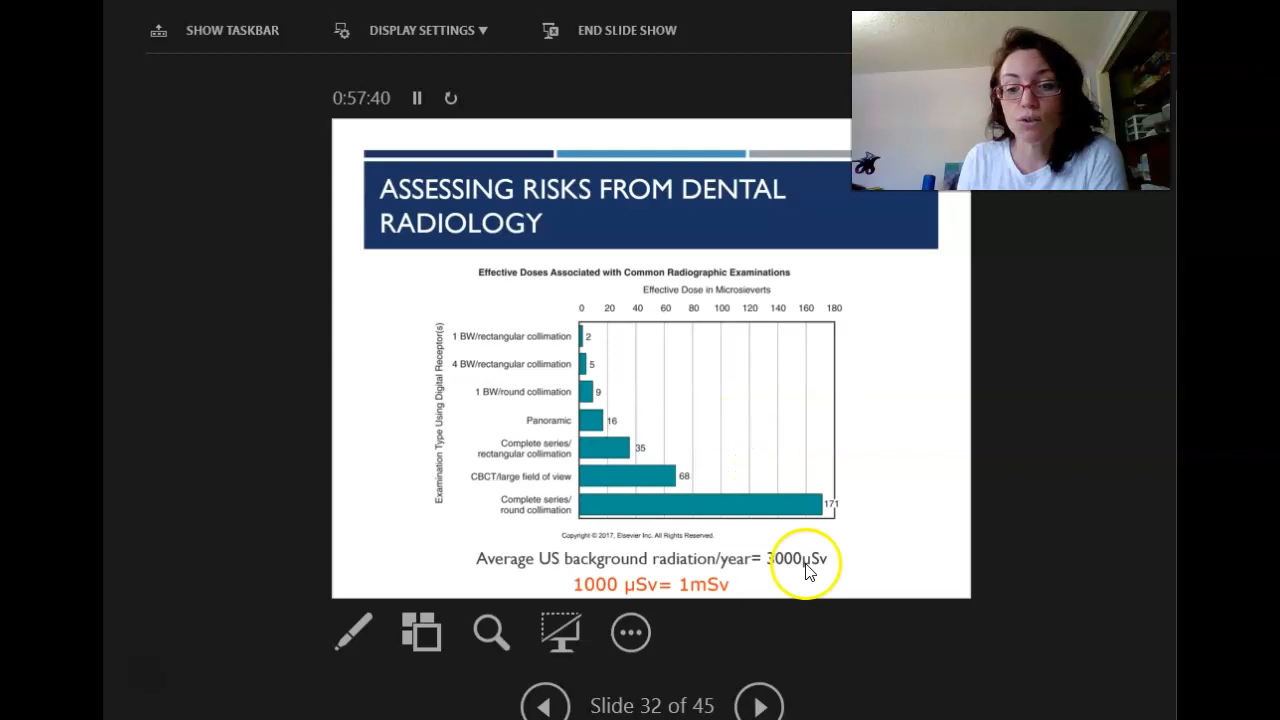 SHOW TASKBAR
DISPLAY SETTINGS ▼
END SLIDE SHOW
0:57:40
ASSESSING RISKS FROM DENTAL
RADIOLOGY
Effective Doses Associated with Common Radiographic Examinations
Effective Dose in Microsieverts
0 20 40 60 80 100 120 140 160 180
Examination Type Using Digital Receptor(s)
1 BW/rectangular collimation 2
4 BW/rectangular collimation 5
1 BW/round collimation 9
Panoramic 16
Complete series/
rectangular collimation 35
CBCT/large field of view 68
Complete series/
round collimation 171
Copyright © 2017, Elsevier Inc. All Rights Reserved.
Average US background radiation/year= 3000µSv
1000 µSv= 1mSv
Slide 32 of 45